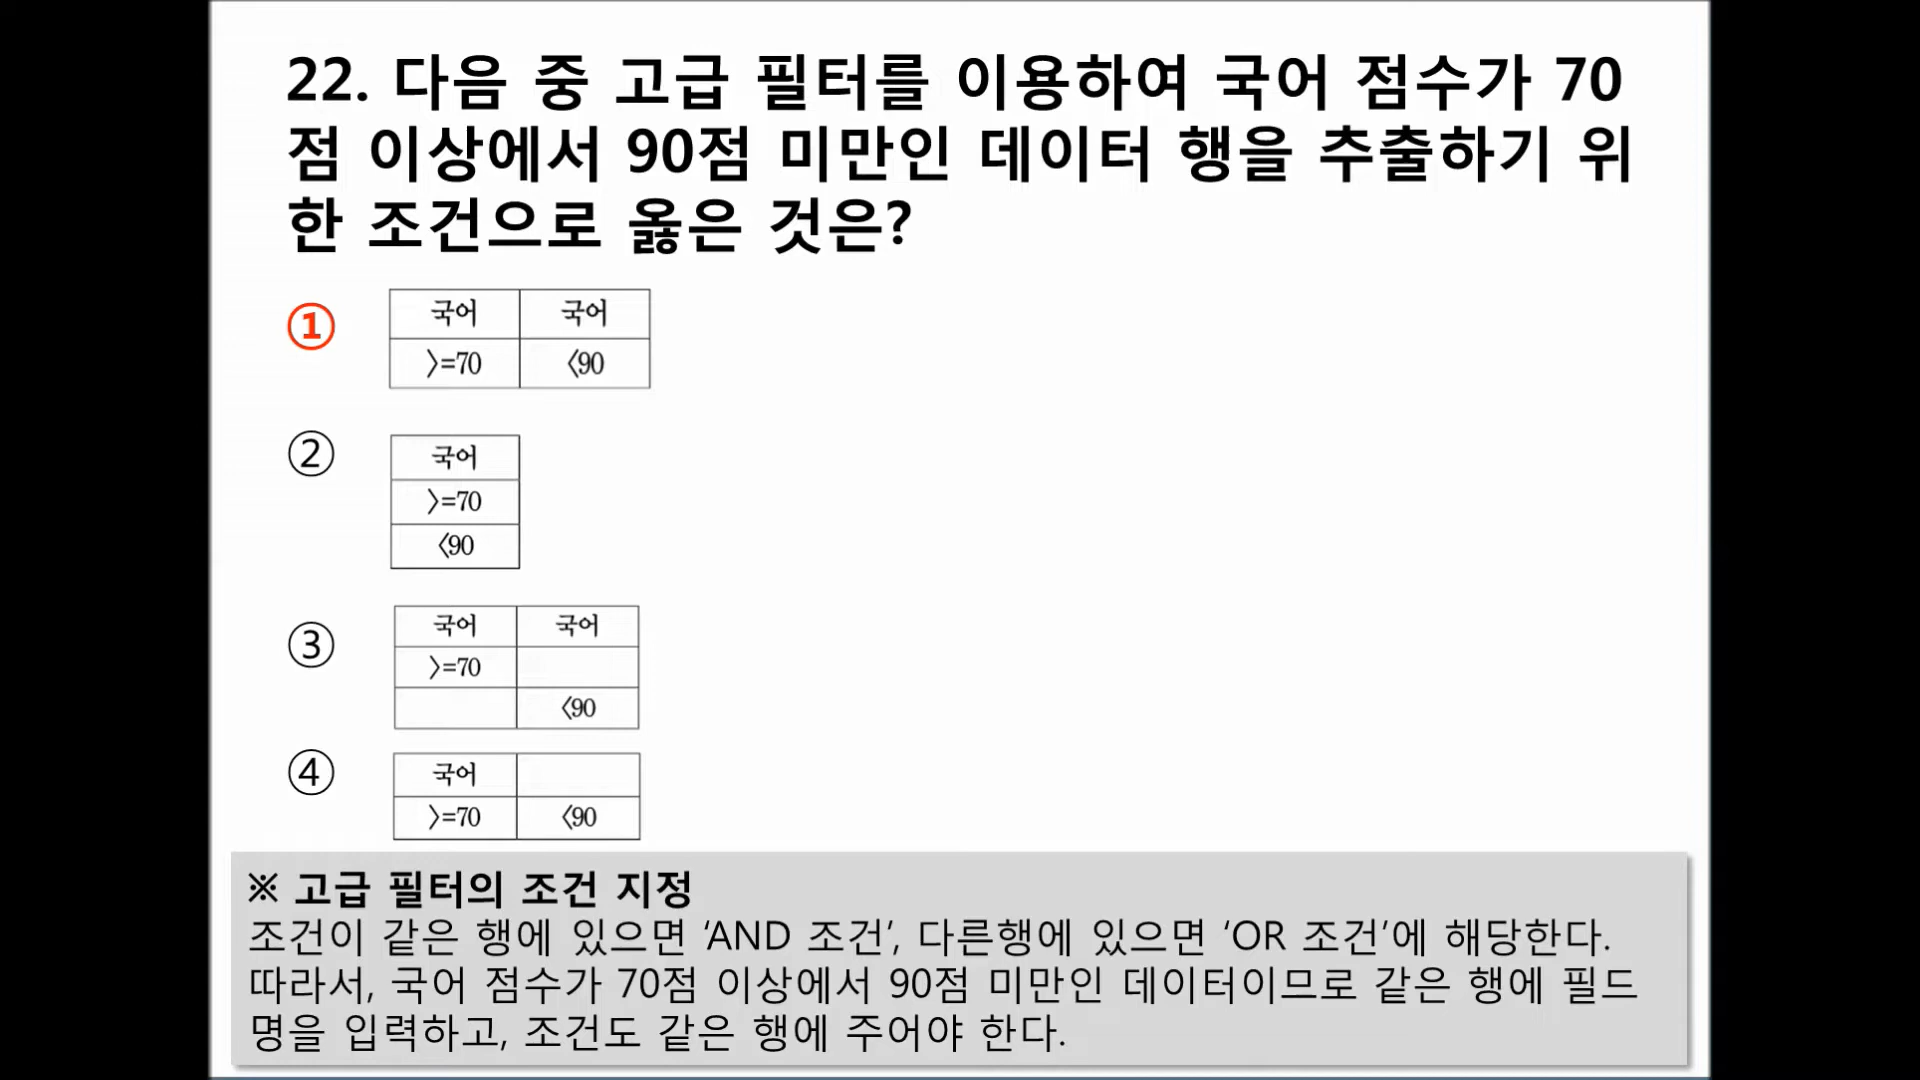 22. 다음 중 고급 필터를 이용하여 국어 점수가 70
점 이상에서 90점 미만인 데이터 행을 추출하기 위
한 조건으로 옳은 것은?
①
국어 국어
>=70 <90
②
국어
>=70
<90
③
국어 국어
>=70
<90
④
국어
>=70 <90
※ 고급 필터의 조건 지정
조건이 같은 행에 있으면 ‘AND 조건’, 다른행에 있으면 ‘OR 조건’에 해당한다.
따라서, 국어 점수가 70점 이상에서 90점 미만인 데이터이므로 같은 행에 필드
명을 입력하고, 조건도 같은 행에 주어야 한다.